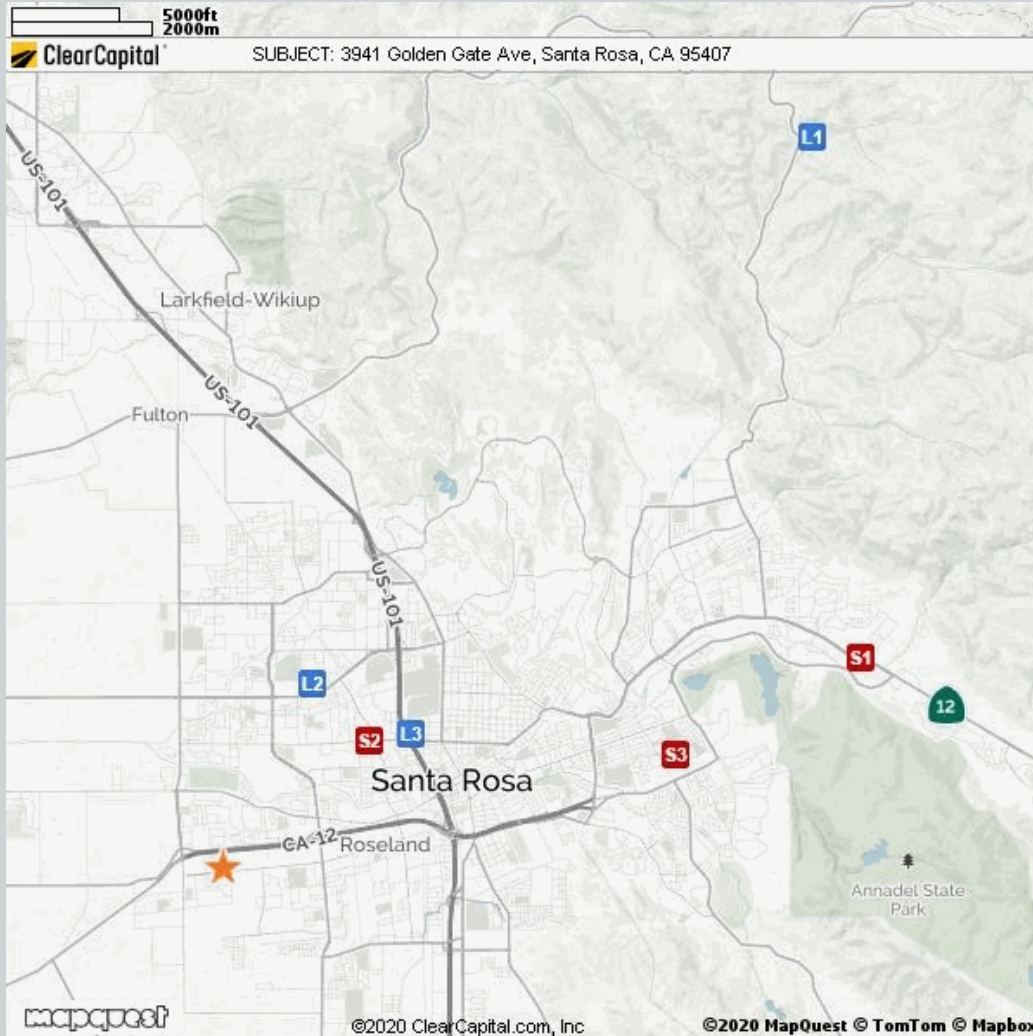 5000ft
2000m
ClearCapital
SUBJECT: 3941 Golden Gate Ave, Santa Rosa, CA 95407
L1
US-101
Larkfield-Wikiup
US-101
Fulton
US-101
S1
L2
12
S2
L3
S3
Santa Rosa
CA-12
Roseland
Annadel State
Park
mapquest
©2020 ClearCapital.com, Inc
©2020 MapQuest © TomTom © Mapbo